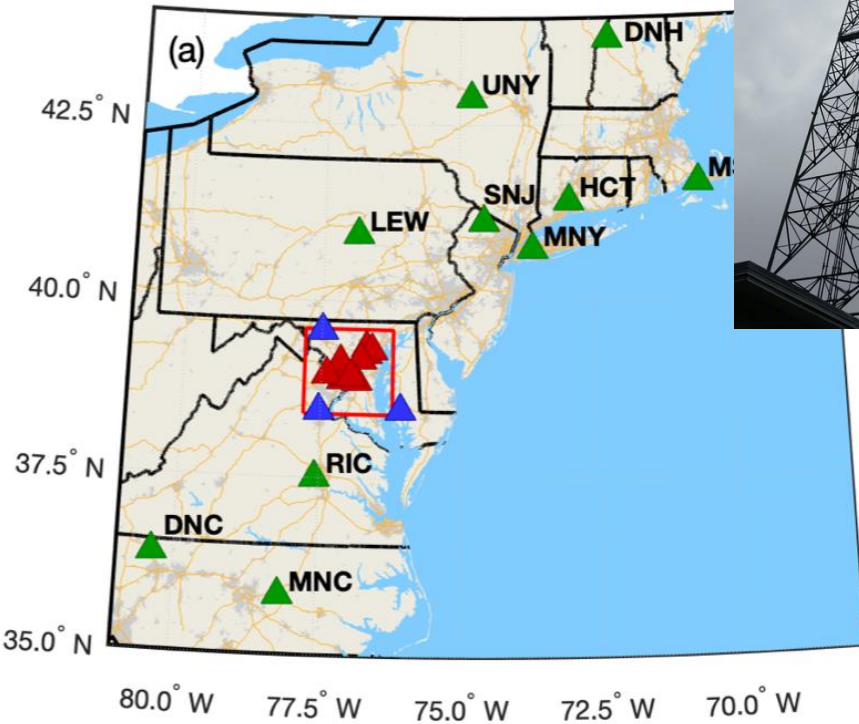 (a)
DNH
UNY
42.5° N
MS
HCT
SNJ
LEW
MNY
40.0° N
RIC
37.5° N
DNC
MNC
35.0° N
80.0° W 77.5° W 75.0° W 72.5° W 70.0° W